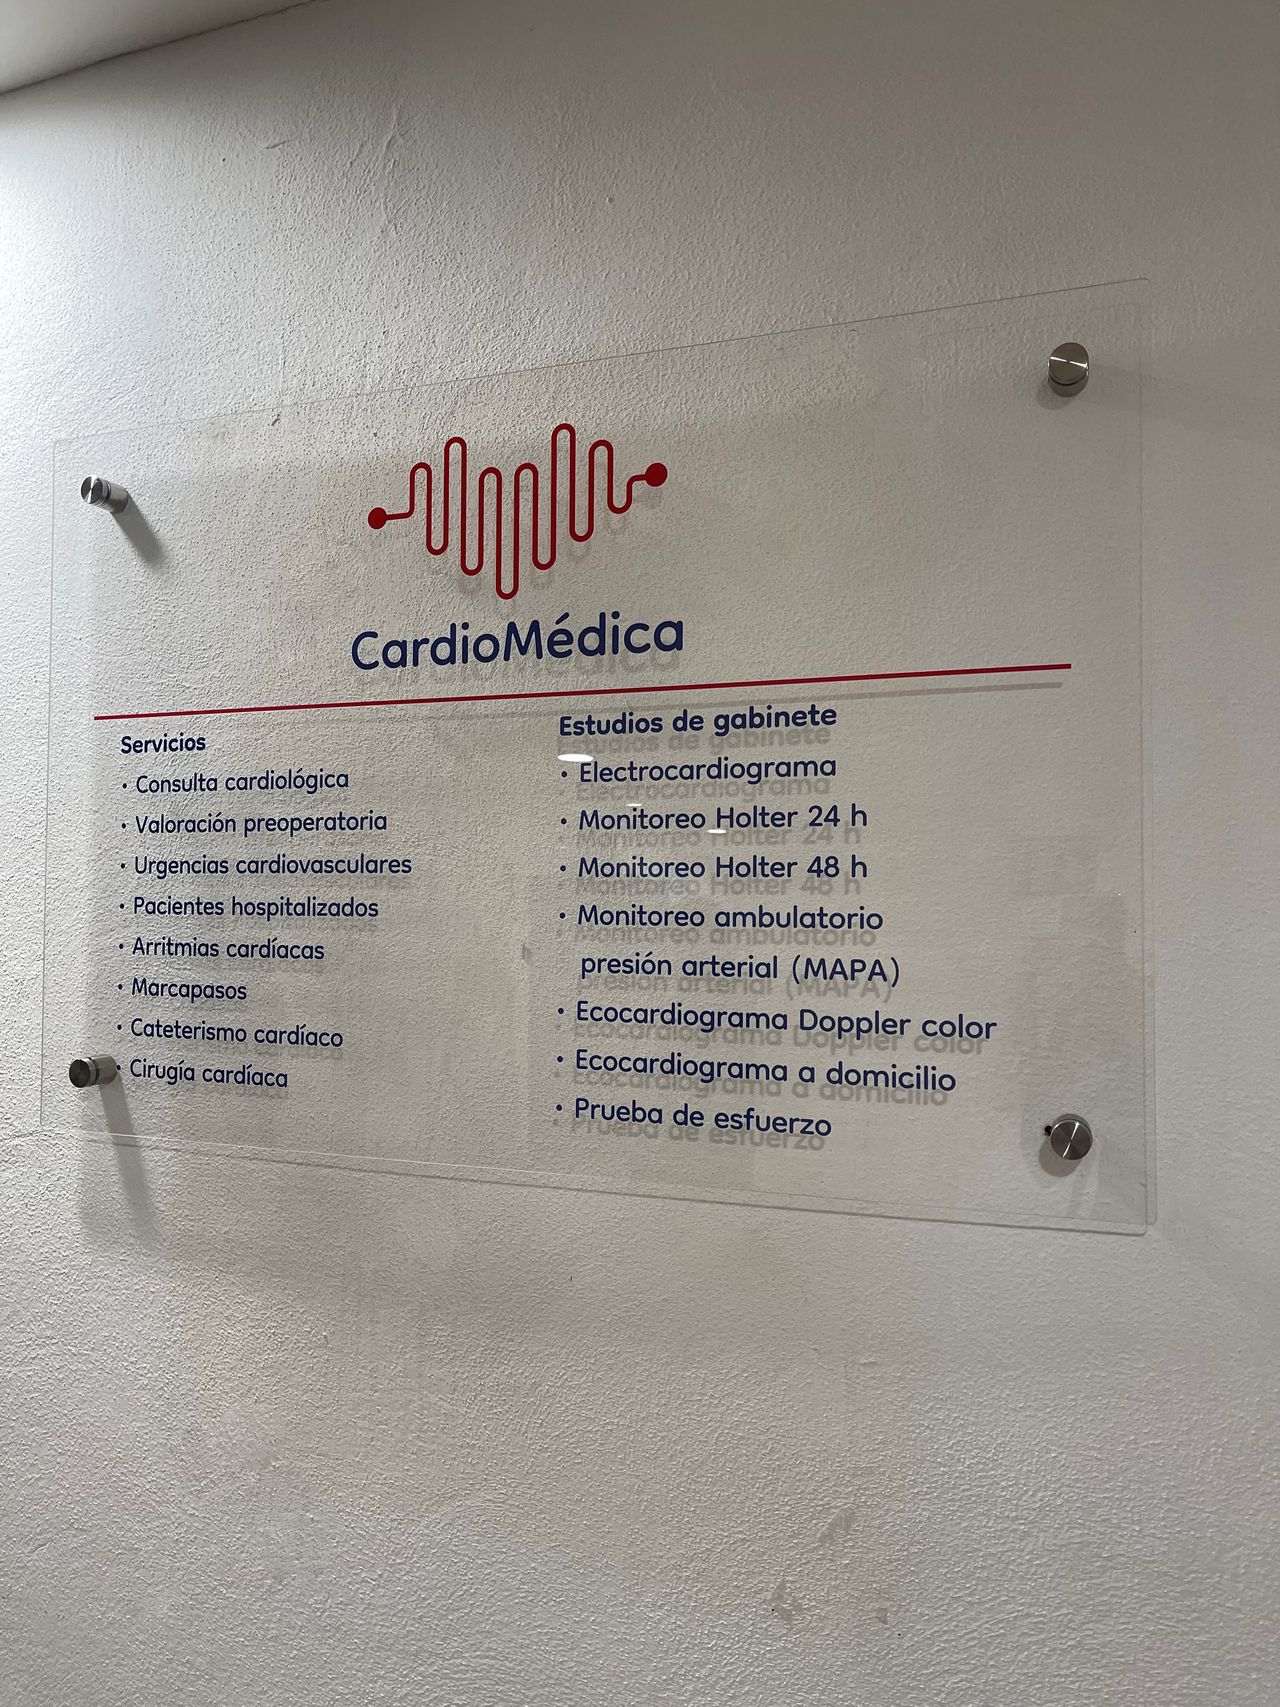 CardioMédica
Servicios
• Consulta cardiológica
• Valoración preoperatoria
• Urgencias cardiovasculares
• Pacientes hospitalizados
• Arritmias cardíacas
• Marcapasos
• Cateterismo cardíaco
• Cirugía cardíaca
Estudios de gabinete
• Electrocardiograma
• Monitoreo Holter 24 h
• Monitoreo Holter 48 h
• Monitoreo ambulatorio
presión arterial (MAPA)
• Ecocardiograma Doppler color
• Ecocardiograma a domicilio
• Prueba de esfuerzo